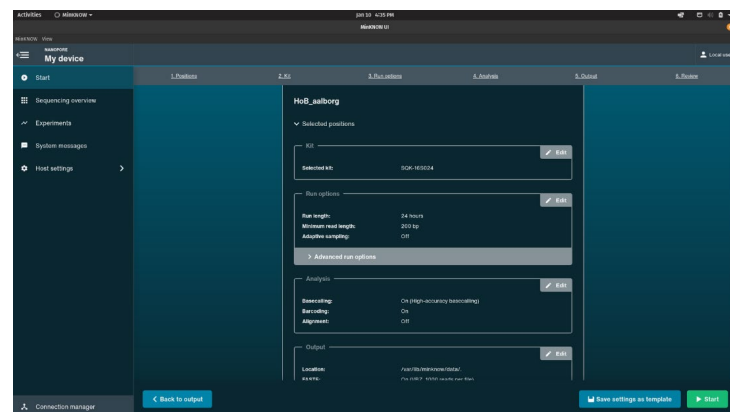 Activities MinKNOW
Jan 10 4:35 PM
MinKNOW UI
MinKNOW View
NANOPORE
My device
Local user
Start
Sequencing overview
Experiments
System messages
Host settings
Connection manager
1. Positions 2. Kit 3. Run options 4. Analysis 5. Output 6. Review
HoB_aalborg
Selected positions
Kit
Edit
Selected kit: SQK-16S024
Run options
Edit
Run length: 24 hours
Minimum read length: 200 bp
Adaptive sampling: Off
Advanced run options
Analysis
Edit
Basecalling: On (High-accuracy basecalling)
Barcoding: On
Alignment: Off
Output
Edit
Location: /var/lib/minknow/data/.
Back to output
Save settings as template
Start